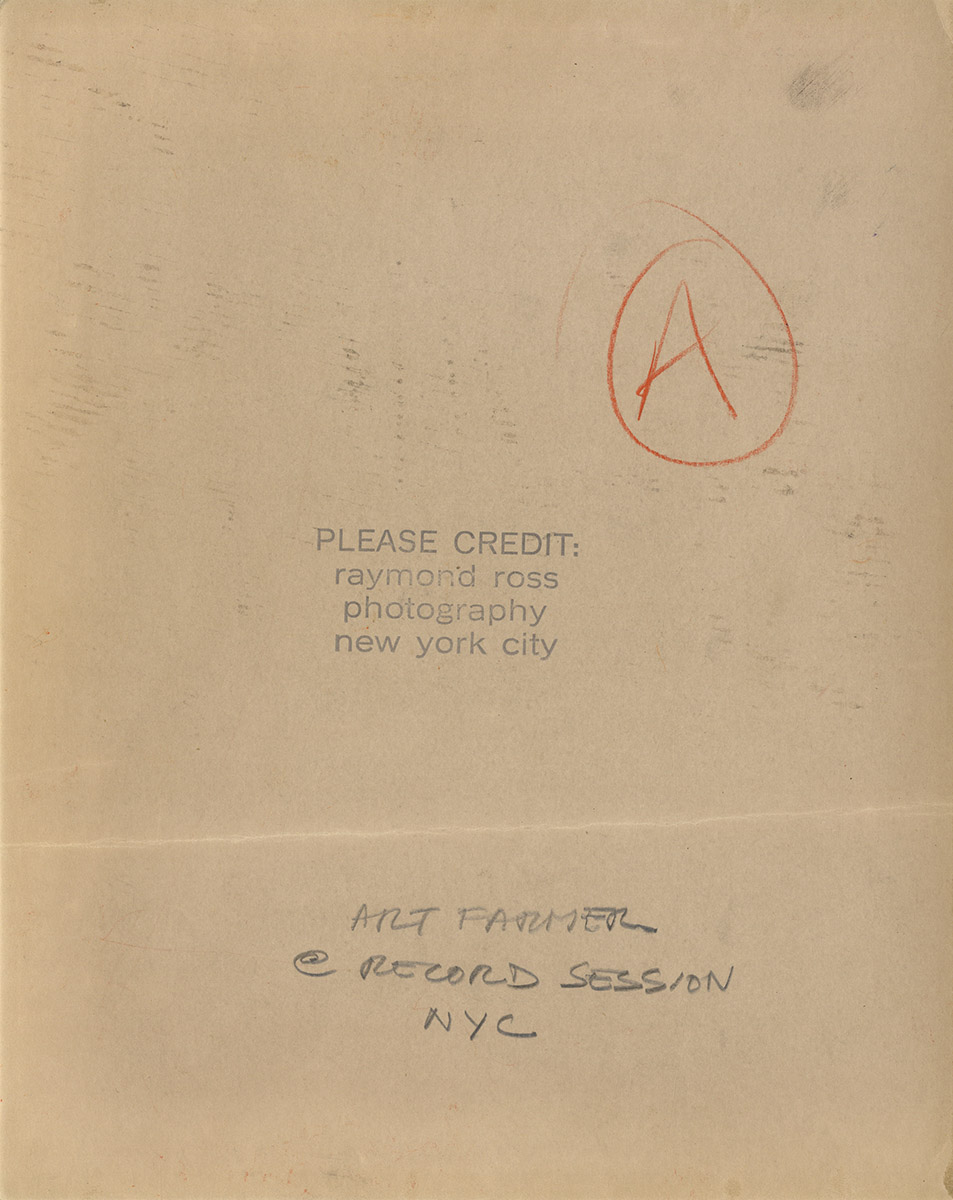 A
PLEASE CREDIT:
raymond ross
photography
new york city
ART FARMER
@ RECORD SESSION
NYC